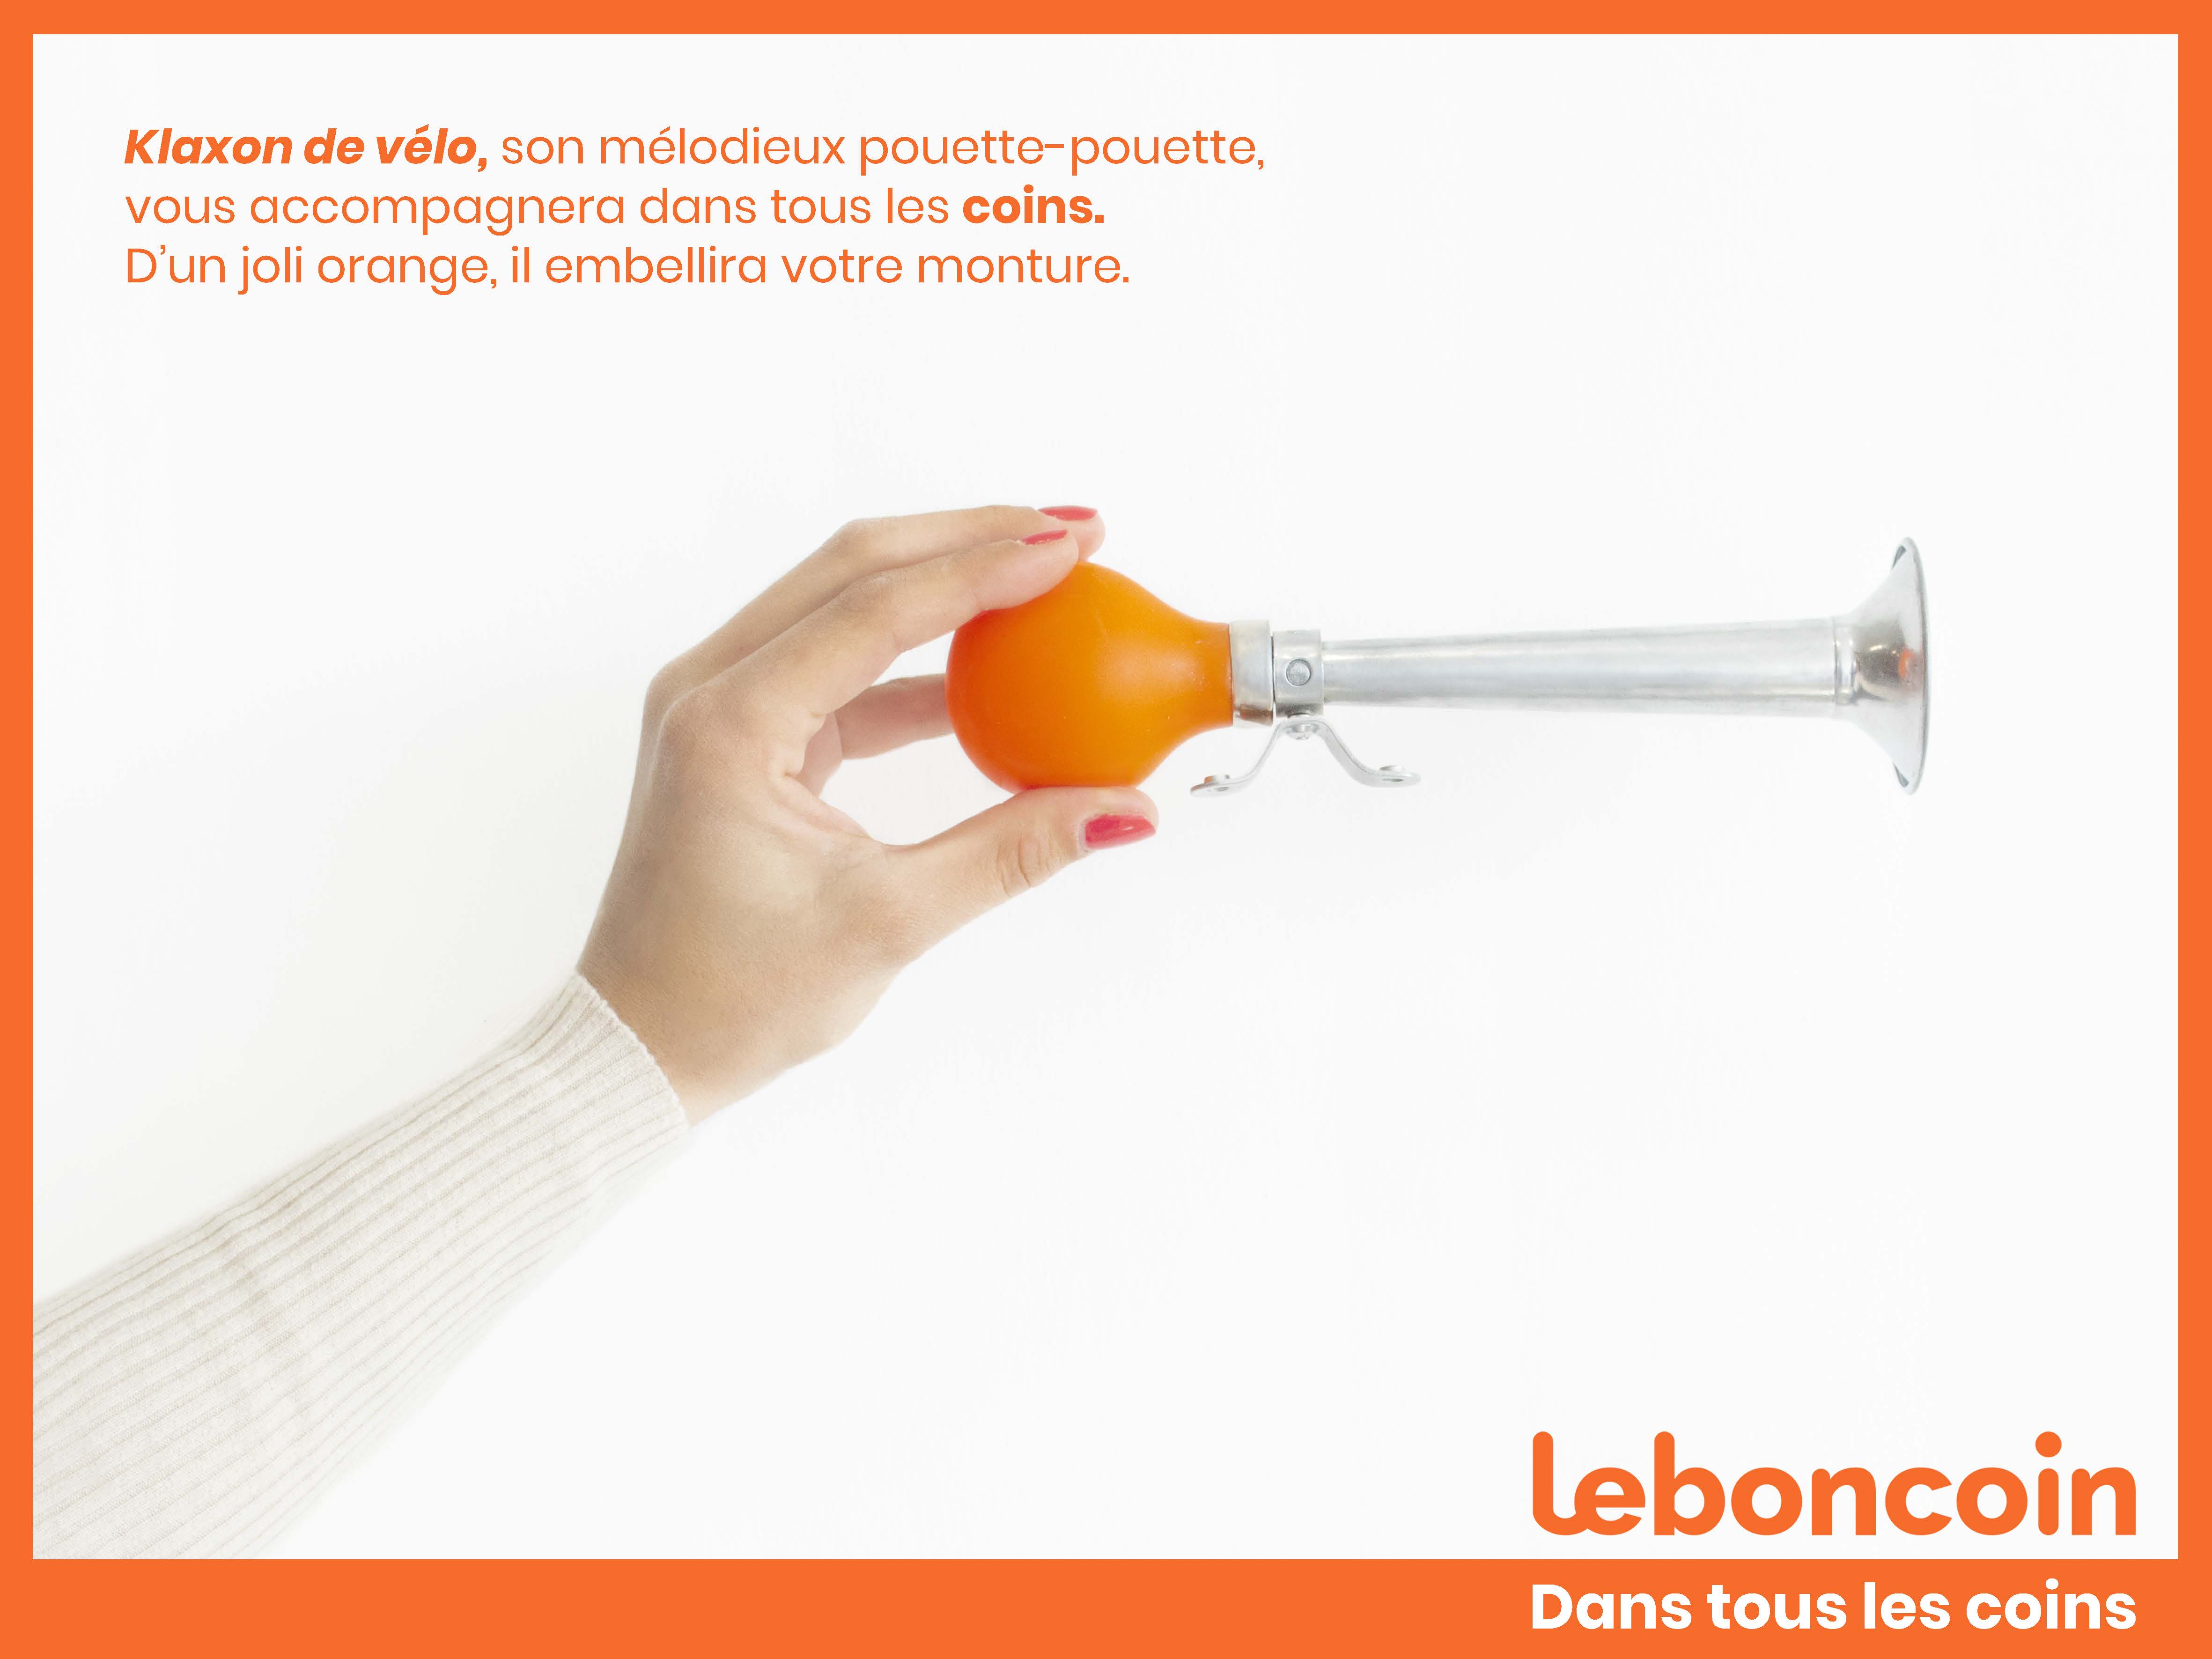 Klaxon de vélo, son mélodieux pouette-pouette,
vous accompagnera dans tous les coins.
D'un joli orange, il embellira votre monture.
leboncoin
Dans tous les coins